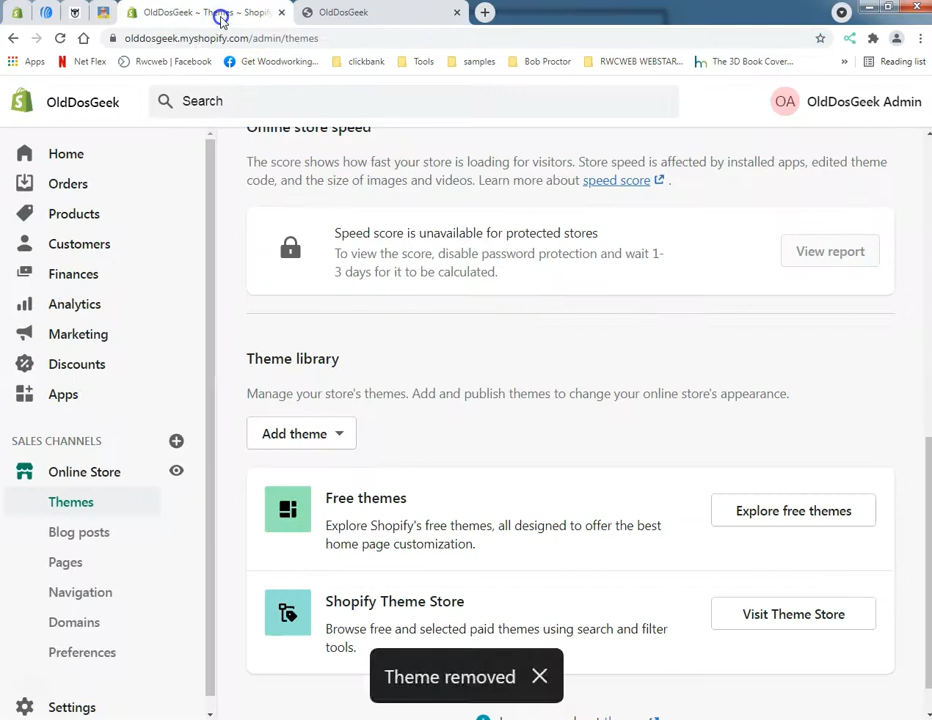 OldDosGeek ~ Themes ~ Shopif
OldDosGeek
olddosgeek.myshopify.com/admin/themes
Apps
Net Flex
Rwcweb | Facebook
Get Woodworking...
clickbank
Tools
samples
Bob Proctor
RWCWEB WEBSTAR...
The 3D Book Cover...
Reading list
OldDosGeek
Search
OA
OldDosGeek Admin
Home
Orders
Products
Customers
Finances
Analytics
Marketing
Discounts
Apps
SALES CHANNELS
Online Store
Themes
Blog posts
Pages
Navigation
Domains
Preferences
Settings
Online store speed
The score shows how fast your store is loading for visitors. Store speed is affected by installed apps, edited theme
code, and the size of images and videos. Learn more about speed score .
Speed score is unavailable for protected stores
To view the score, disable password protection and wait 1-
3 days for it to be calculated.
View report
Theme library
Manage your store's themes. Add and publish themes to change your online store's appearance.
Add theme
Free themes
Explore Shopify's free themes, all designed to offer the best
home page customization.
Explore free themes
Shopify Theme Store
Browse free and selected paid themes using search and filter
tools.
Visit Theme Store
Theme removed